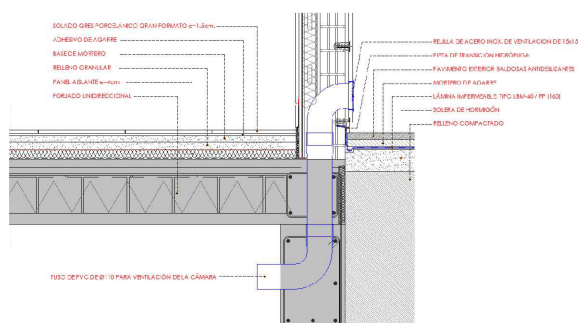 SOLADO GRES PORCELÁNICO GRAN FORMATO e=1,5cm.
ADHESIVO DE AGARRE
BASE DE MORTERO
RELLENO GRANULAR
PANEL AISLANTE e=4cm
FORJADO UNIDIRECCIONAL
TUBO DE PVC DE Ø110 PARA VENTILACIÓN DE LA CÁMARA
REJILLA DE ACERO INOX. DE VENTILACION DE 15x15
PIEZA DE TRANSICIÓN HIDRÓFUGA
PAVIMENTO EXTERIOR BALDOSAS ANTIDESLIZANTES
MORTERO DE AGARRE
LÁMINA IMPERMEABLE TIPO LBM-40 / FP (160)
SOLERA DE HORMIGÓN
RELLENO COMPACTADO